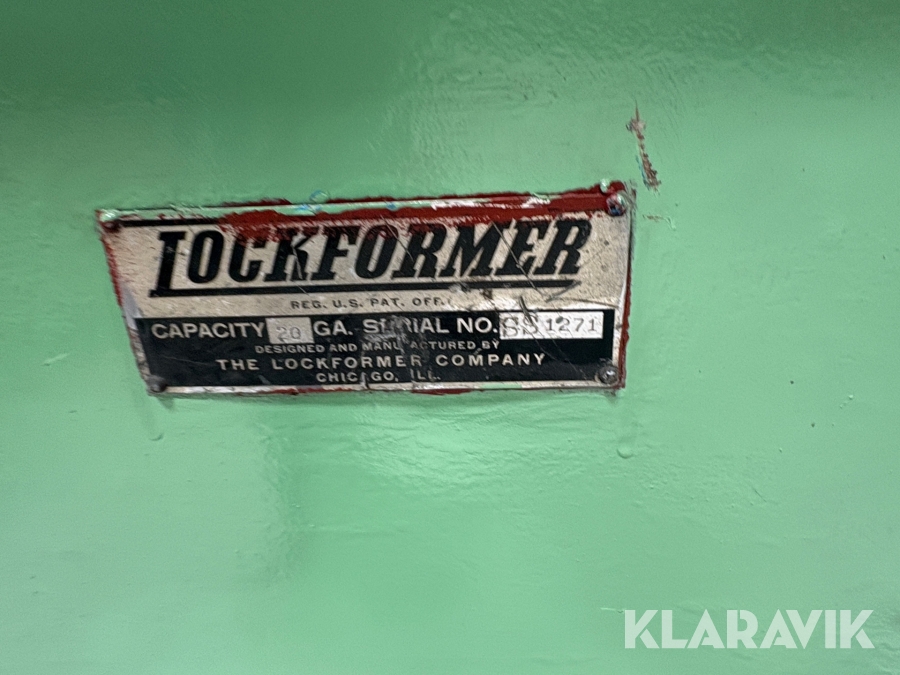 LOCKFORMER
REG. U.S. PAT. OFF.
CAPACITY 20 GA. SERIAL NO. SS 1271
DESIGNED AND MANUFACTURED BY
THE LOCKFORMER COMPANY
CHICAGO, ILL.
KLARAVIK